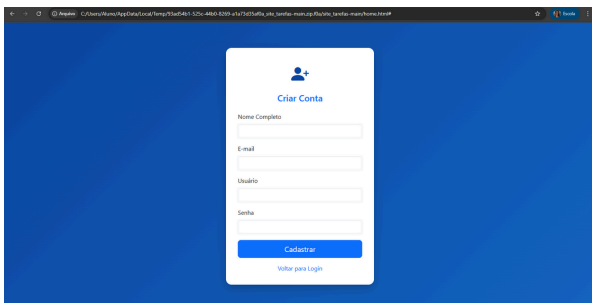 Arquivo C:/Users/Aluno/AppData/Local/Temp/93ad54b1-525c-44b0-8269-e1a73d35af0a_site_tarefas-main.zip.f0a/site_tarefas-main/home.html# Escola
Criar Conta
Nome Completo
E-mail
Usuário
Senha
Cadastrar
Voltar para Login